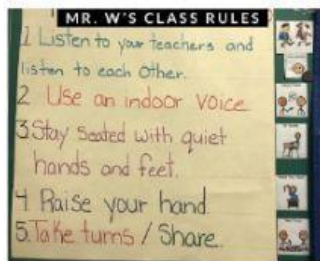 MR. W'S CLASS RULES
1 Listen to your teachers and
listen to each other.
2 Use an indoor voice
3 Stay Seated with quiet
hands and feet.
4 Raise your hand
5. Take turns / Share.